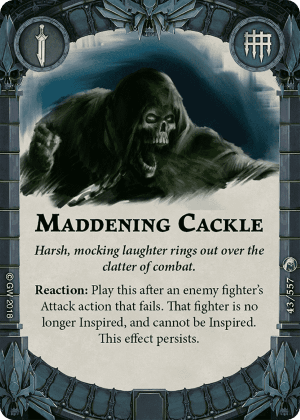 MADDENING CACKLE
Harsh, mocking laughter rings out over the
clatter of combat.
Reaction: Play this after an enemy fighter's
Attack action that fails. That fighter is no
longer Inspired, and cannot be Inspired.
This effect persists.
© GW 2018
43/557